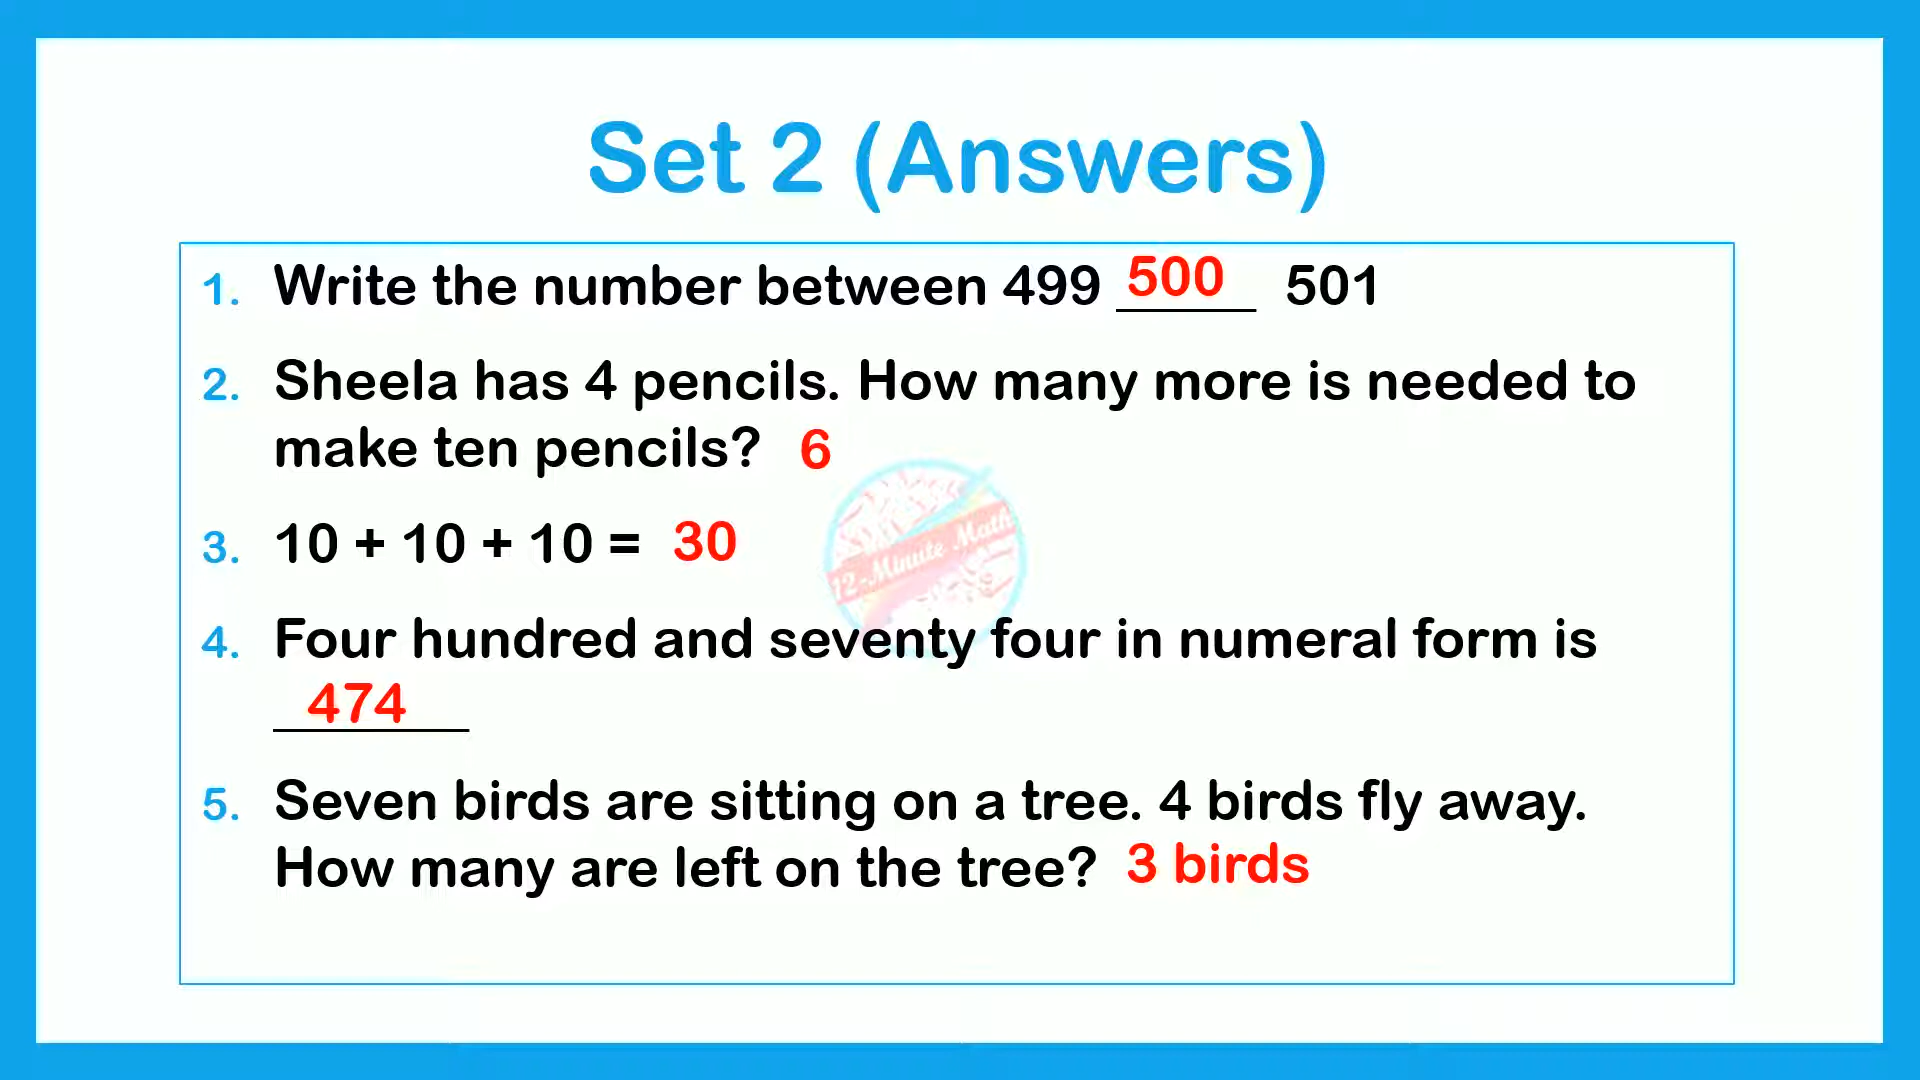 Set 2 (Answers)
1. Write the number between 499 500 501
2. Sheela has 4 pencils. How many more is needed to
make ten pencils? 6
3. 10 + 10 + 10 = 30
12-Minute Math
4. Four hundred and seventy four in numeral form is
474
5. Seven birds are sitting on a tree. 4 birds fly away.
How many are left on the tree? 3 birds